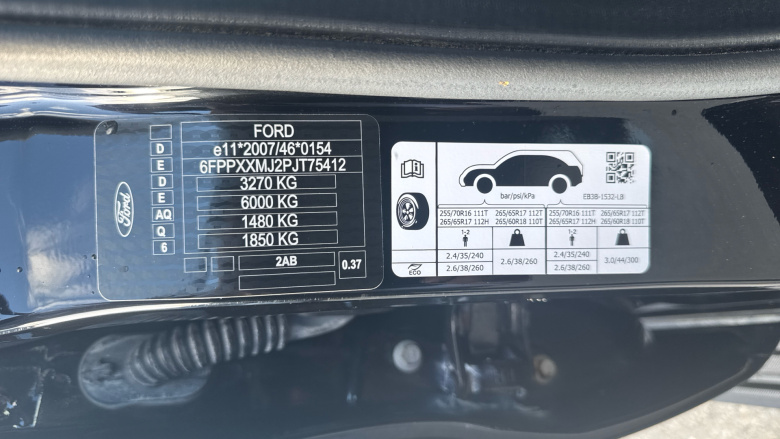 FORD
D e11*2007/46*0154
E 6FPPXXMJ2PJT75412
D 3270 KG
E 6000 KG
AQ 1480 KG
Q 1850 KG
6
2AB
0.37
Ford
bar/psi/kPa
EB3B-1532-LB
255/70R16 111T 265/65R17 112T 255/70R16 111T 265/65R17 112T
265/65R17 112H 265/60R18 110T 265/65R17 112H 265/60R18 110T
1-2 1-2
2.4/35/240 2.6/38/260 2.4/35/240 3.0/44/300
ECO 2.6/38/260 2.6/38/260